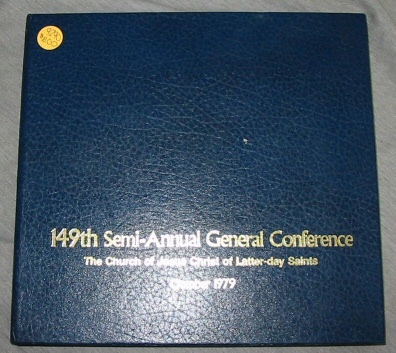 149th Semi-Annual General Conference
The Church of Jesus Christ of Latter-day Saints
October 1979